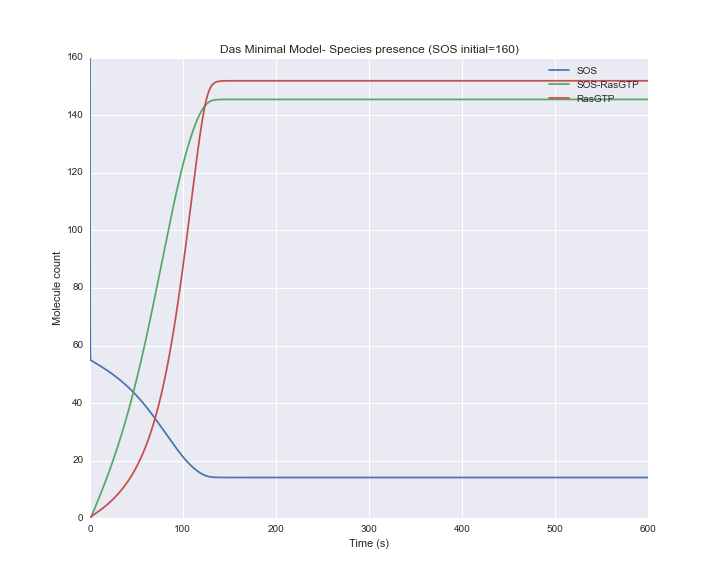 Das Minimal Model- Species presence (SOS initial=160)
160
140
120
100
80
60
40
20
0
Molecule count
SOS
SOS-RasGTP
RasGTP
0 100 200 300 400 500 600
Time (s)